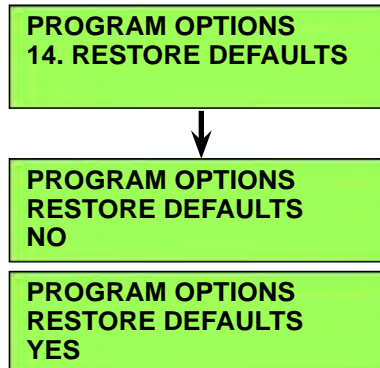 PROGRAM OPTIONS
14. RESTORE DEFAULTS
PROGRAM OPTIONS
RESTORE DEFAULTS
NO
PROGRAM OPTIONS
RESTORE DEFAULTS
YES